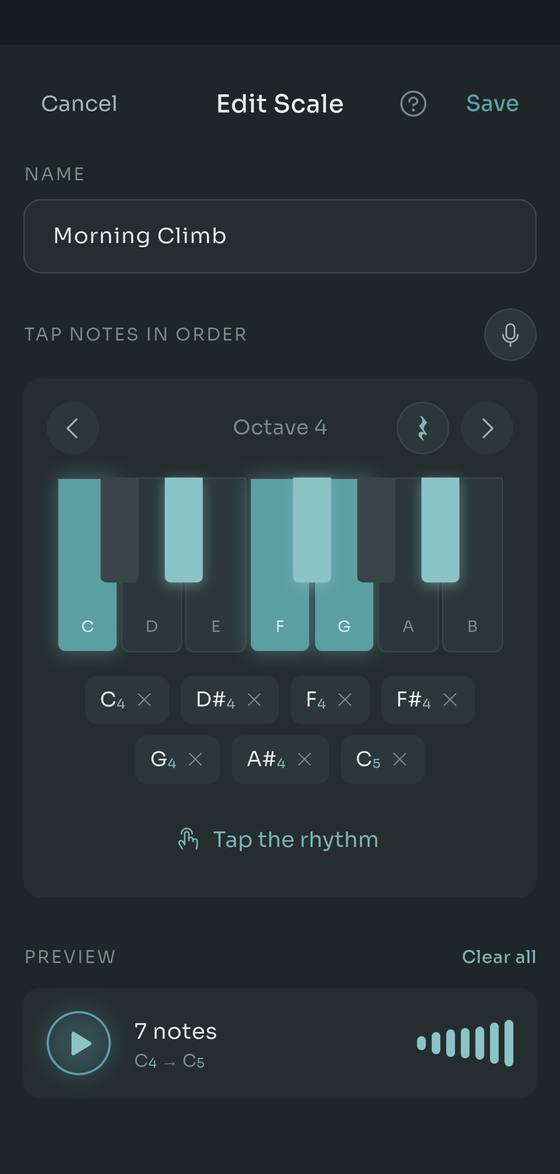 Cancel Edit Scale ? Save
NAME
Morning Climb
TAP NOTES IN ORDER
Octave 4
C D E F G A B
C4 D#4 F4 F#4
G4 A#4 C5
Tap the rhythm
PREVIEW Clear all
7 notes
C4 → C5